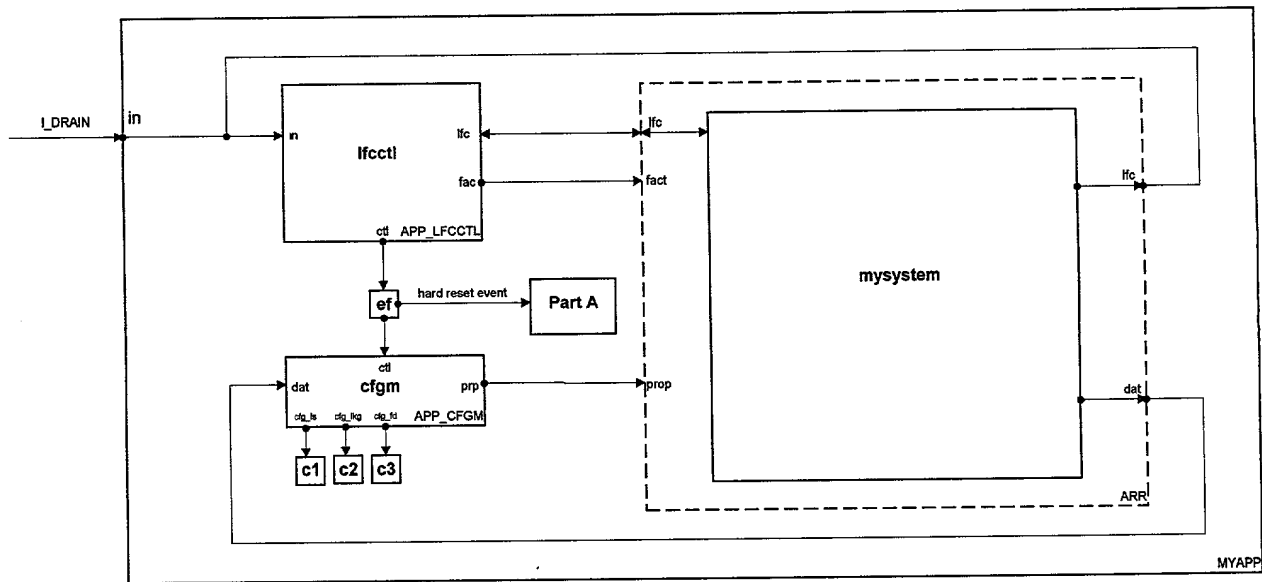 I_DRAIN
in
in
lfc
lfcctl
fac
ctl
APP_LFCCTL
lfc
fact
lfc
mysystem
ef
hard reset event
Part A
ctl
dat
cfgm
prp
prop
dat
cfg_ls
cfg_lkg
cfg_fd
APP_CFGM
c1
c2
c3
ARR
MYAPP